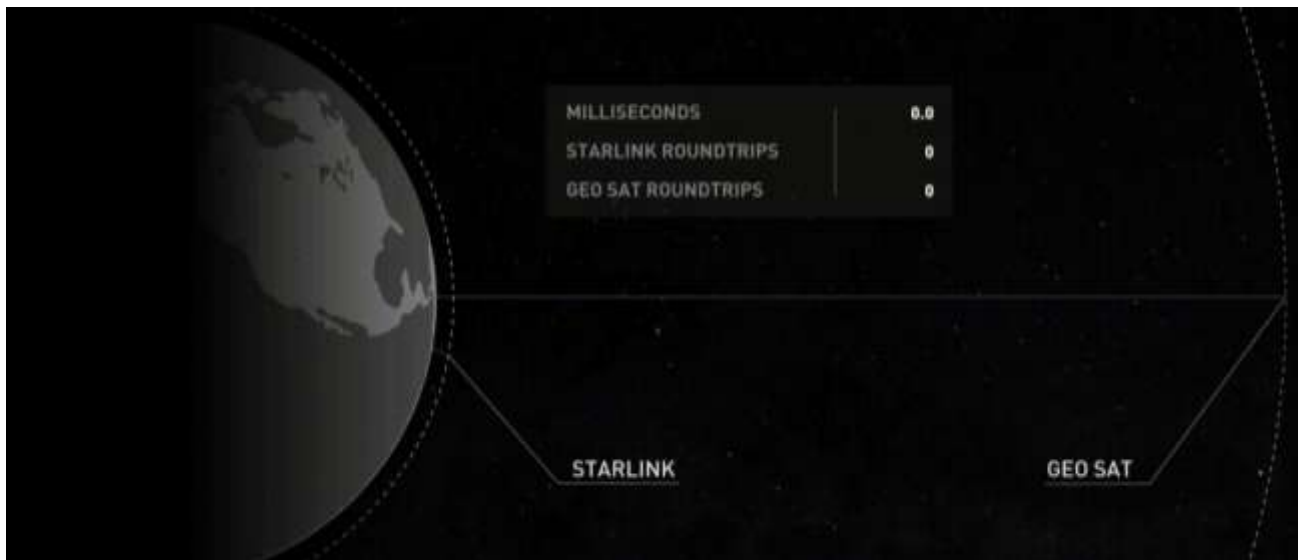 MILLISECONDS 0.0
STARLINK ROUNDTRIPS 0
GEO SAT ROUNDTRIPS 0
STARLINK
GEO SAT